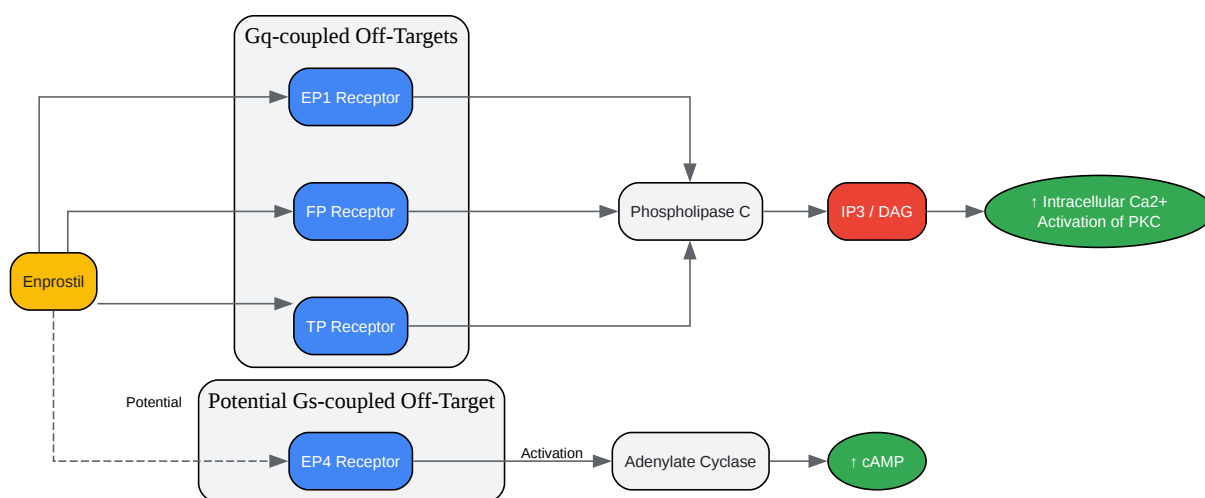 Gq-coupled Off-Targets
EP1 Receptor
FP Receptor
Phospholipase C
IP3 / DAG
↑ Intracellular Ca2+
Activation of PKC
Enprostil
TP Receptor
Potential
Potential Gs-coupled Off-Target
EP4 Receptor
Activation
Adenylate Cyclase
↑ cAMP